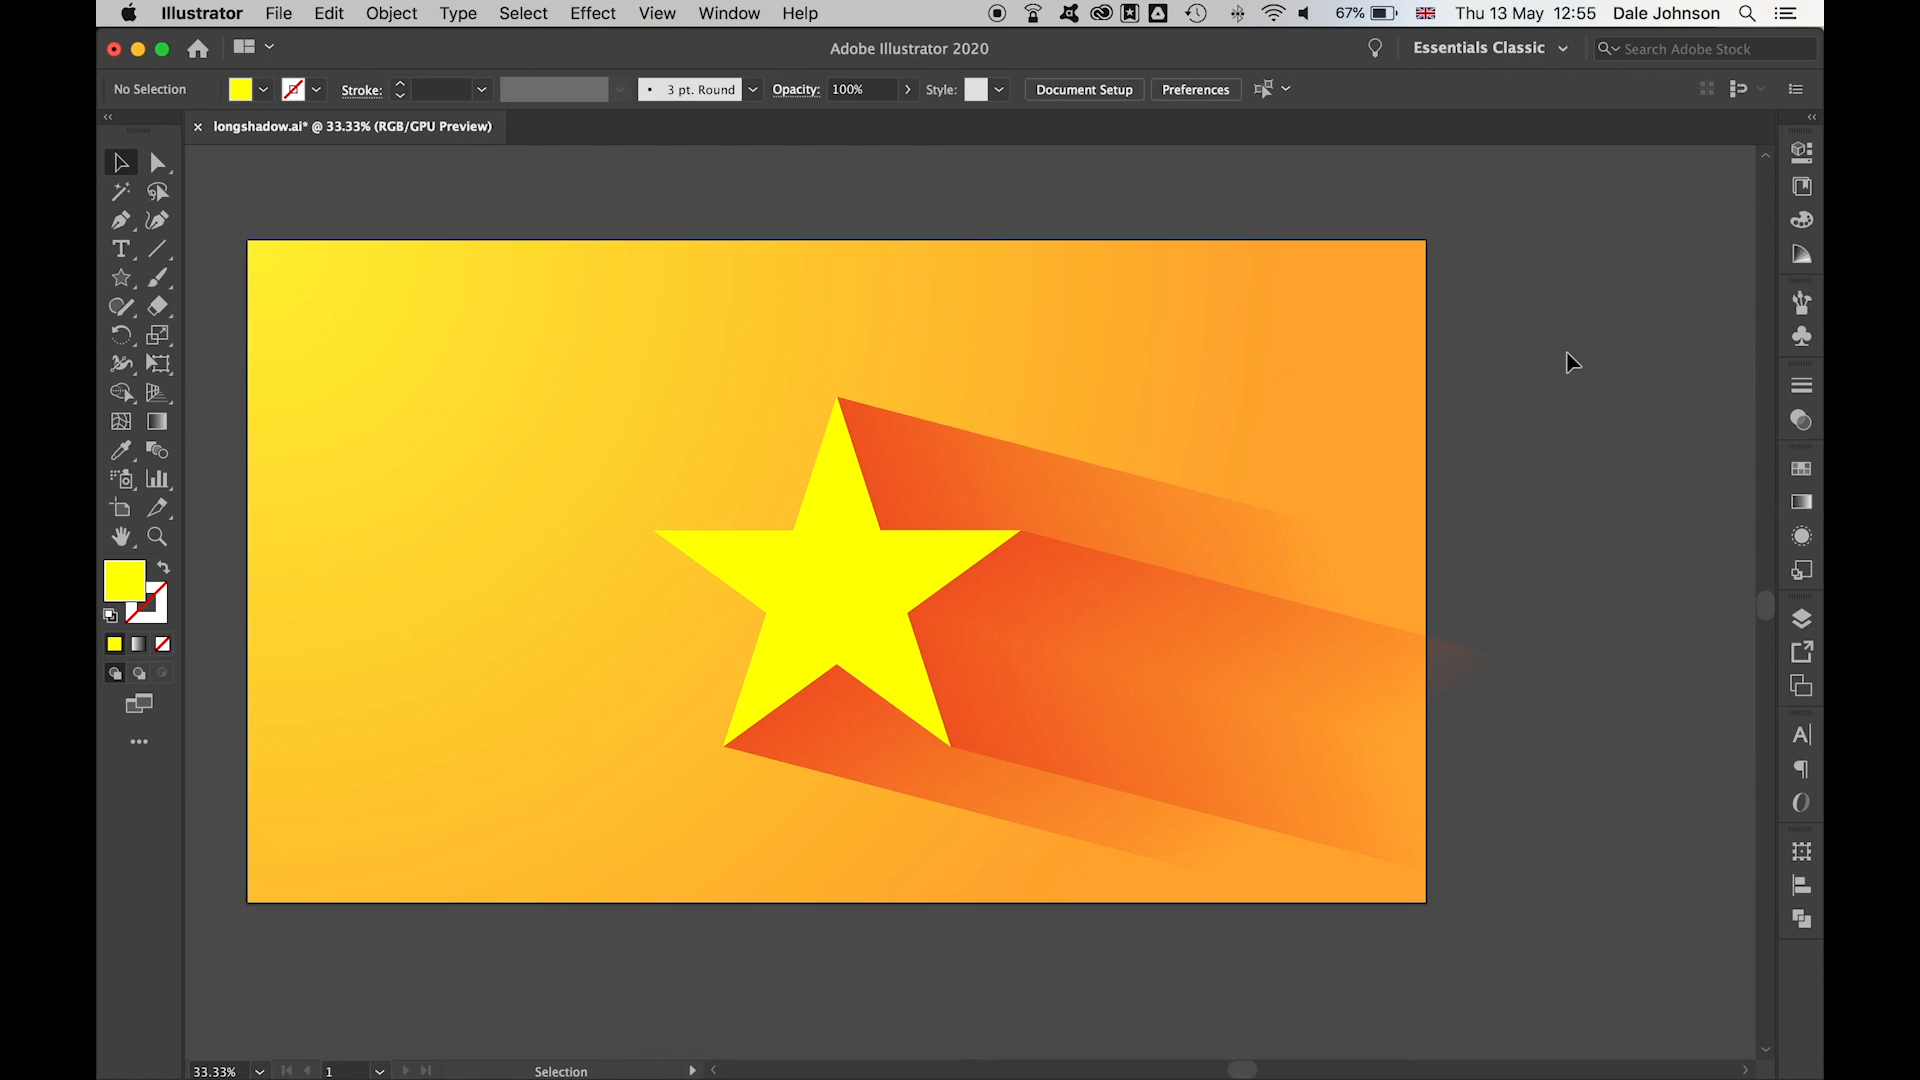 Illustrator File Edit Object Type Select Effect View Window Help 67% Thu 13 May 12:55 Dale Johnson
Adobe Illustrator 2020 Essentials Classic Search Adobe Stock
No Selection Stroke: 3 pt. Round Opacity: 100% Style: Document Setup Preferences
longshadow.ai* @ 33.33% (RGB/GPU Preview)
33.33% 1 Selection